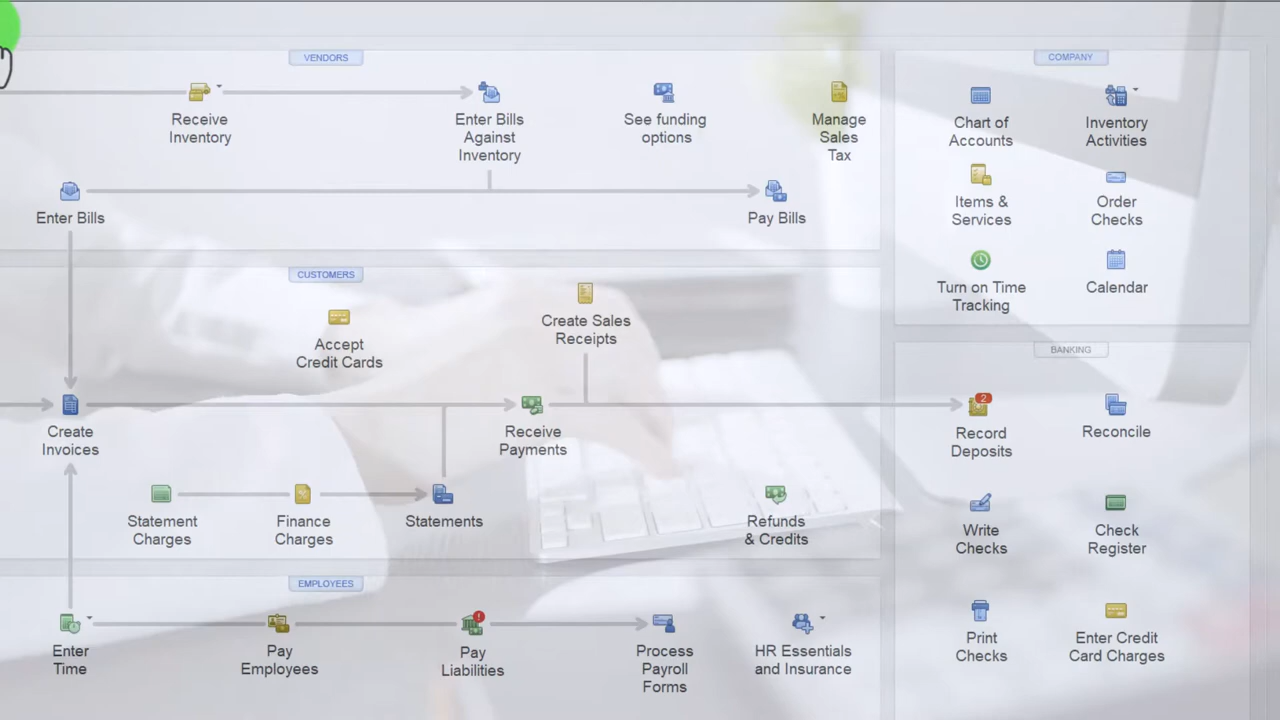 VENDORS
Receive
Inventory
Enter Bills
Against
Inventory
See funding
options
Manage
Sales
Tax
Enter Bills
Pay Bills
CUSTOMERS
Accept
Credit Cards
Create Sales
Receipts
Create
Invoices
Receive
Payments
Statement
Charges
Finance
Charges
Statements
Refunds
& Credits
EMPLOYEES
Enter
Time
Pay
Employees
Pay
Liabilities
Process
Payroll
Forms
HR Essentials
and Insurance
COMPANY
Chart of
Accounts
Inventory
Activities
Items &
Services
Order
Checks
Turn on Time
Tracking
Calendar
BANKING
2
Record
Deposits
Reconcile
Write
Checks
Check
Register
Print
Checks
Enter Credit
Card Charges